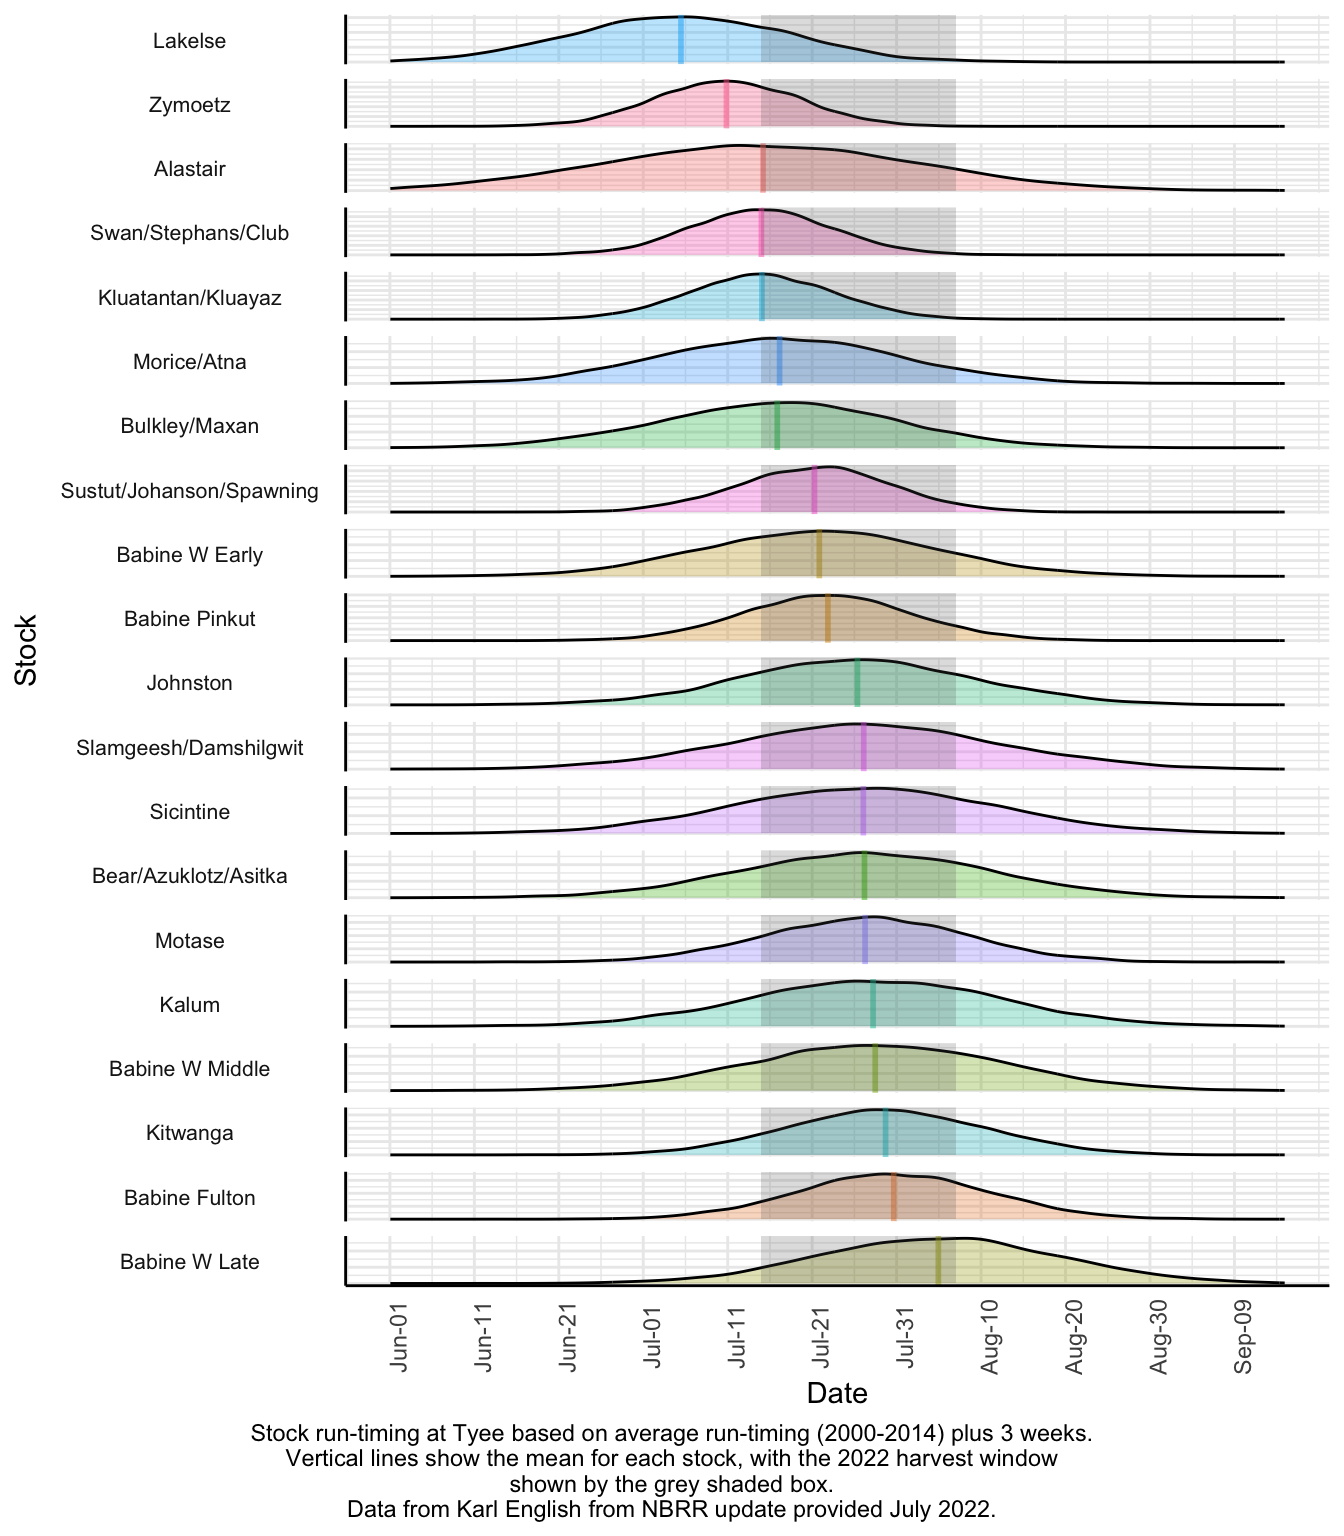 Lakelse
Zymoetz
Alastair
Swan/Stephans/Club
Kluatantan/Kluayaz
Morice/Atna
Bulkley/Maxan
Sustut/Johanson/Spawning
Babine W Early
Babine Pinkut
Johnston
Slamgeesh/Damshilgwit
Sicintine
Bear/Azuklotz/Asitka
Motase
Kalum
Babine W Middle
Kitwanga
Babine Fulton
Babine W Late
Stock
Jun-01
Jun-11
Jun-21
Jul-01
Jul-11
Jul-21
Jul-31
Aug-10
Aug-20
Aug-30
Sep-09
Date
Stock run-timing at Tyee based on average run-timing (2000-2014) plus 3 weeks.
Vertical lines show the mean for each stock, with the 2022 harvest window
shown by the grey shaded box.
Data from Karl English from NBRR update provided July 2022.